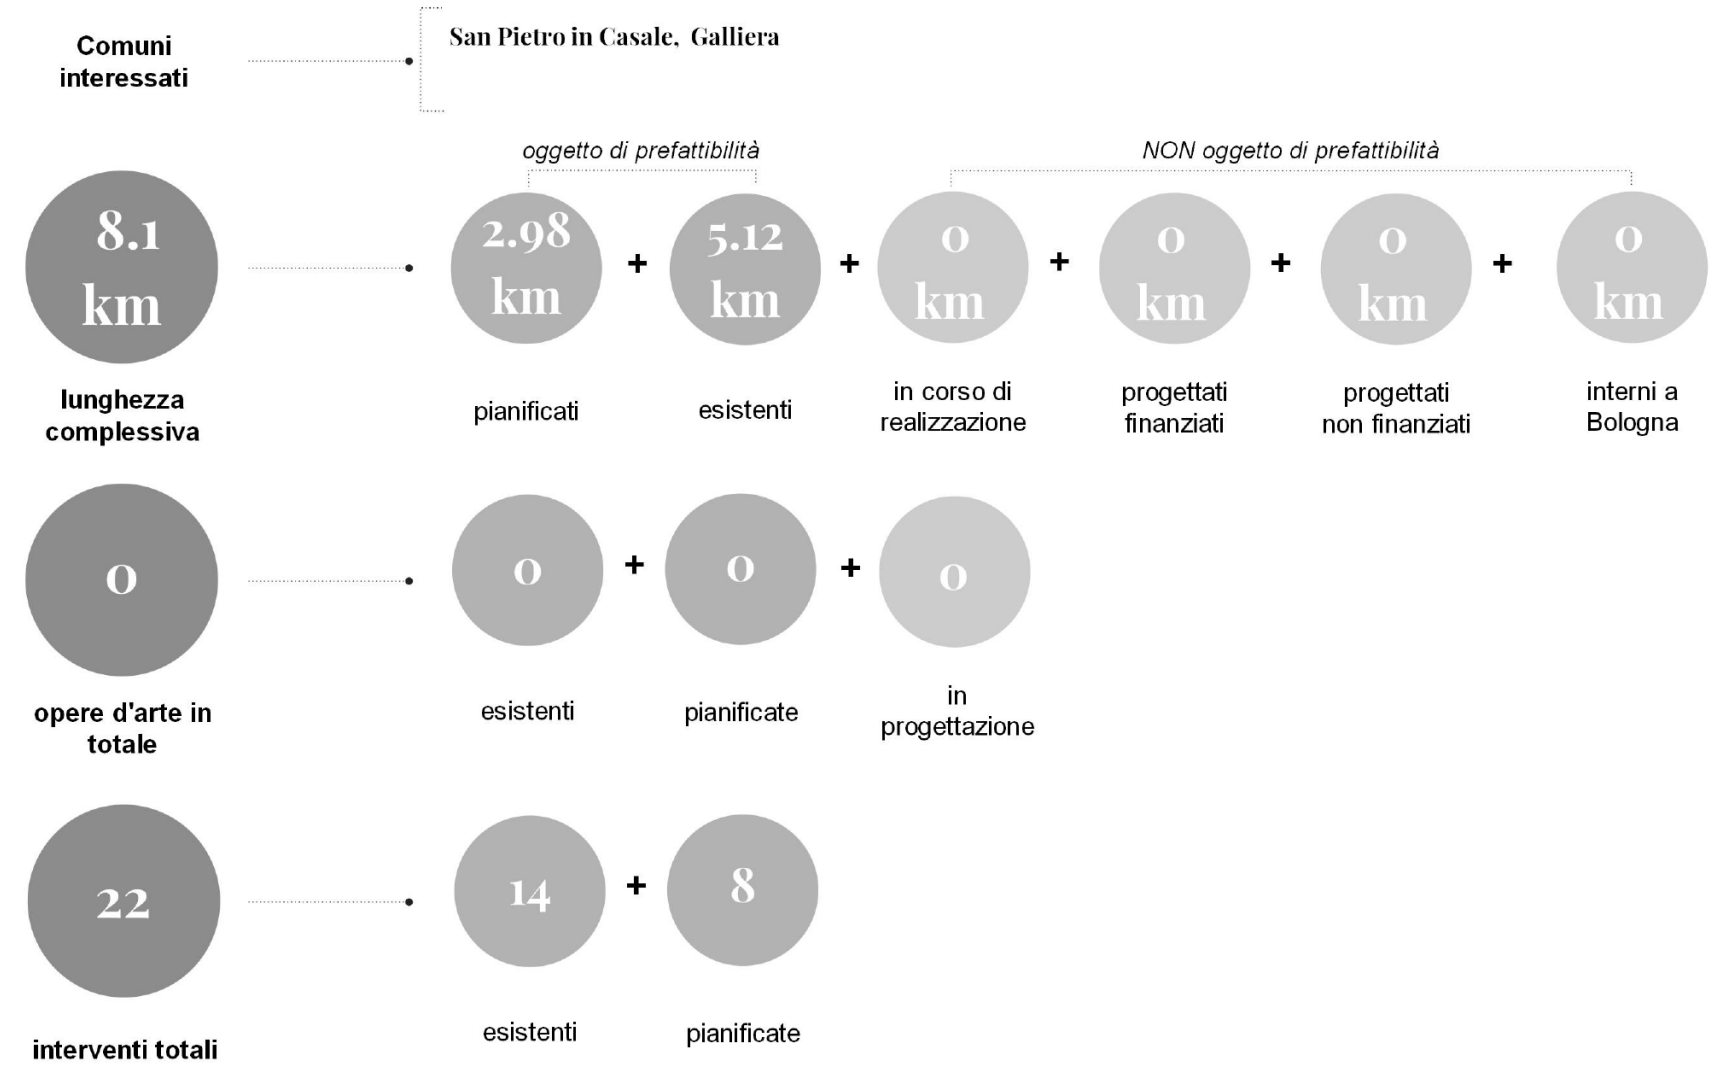 Comuni
interessati
San Pietro in Casale, Galliera
oggetto di prefattibilità
NON oggetto di prefattibilità
8.1
km
2.98
km
+
5.12
km
+
0
km
+
0
km
+
0
km
+
0
km
lunghezza
complessiva
pianificati
esistenti
in corso di
realizzazione
progettati
finanziati
progettati
non finanziati
interni a
Bologna
0
0
+
0
+
0
opere d'arte in
totale
esistenti
pianificate
in
progettazione
22
14
+
8
interventi totali
esistenti
pianificate